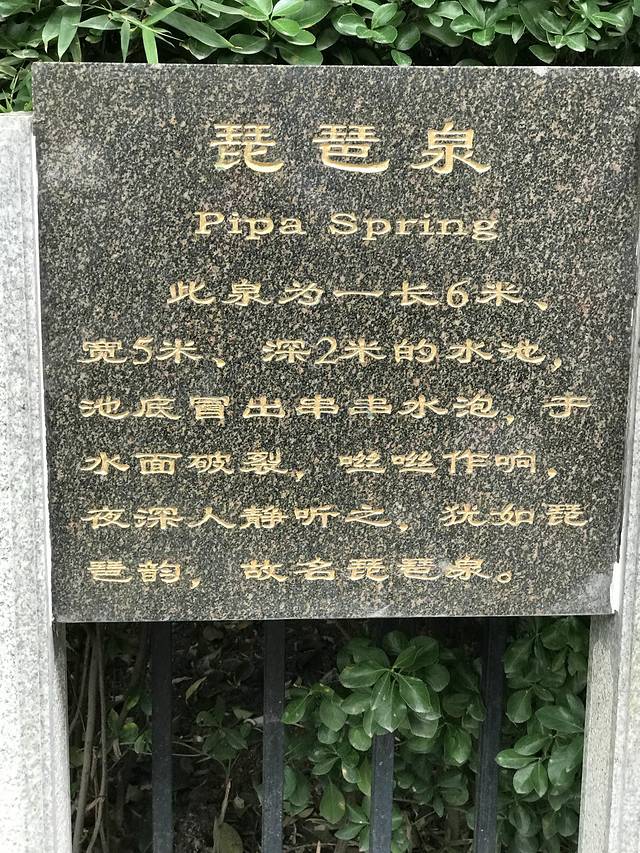 琵琶泉
Pipa Spring
此泉为一长6米、
宽5米、深2米的水池，
池底冒出串串水泡，于
水面破裂，咝咝作响，
夜深人静听之，犹如琵
琶韵，故名琵琶泉。